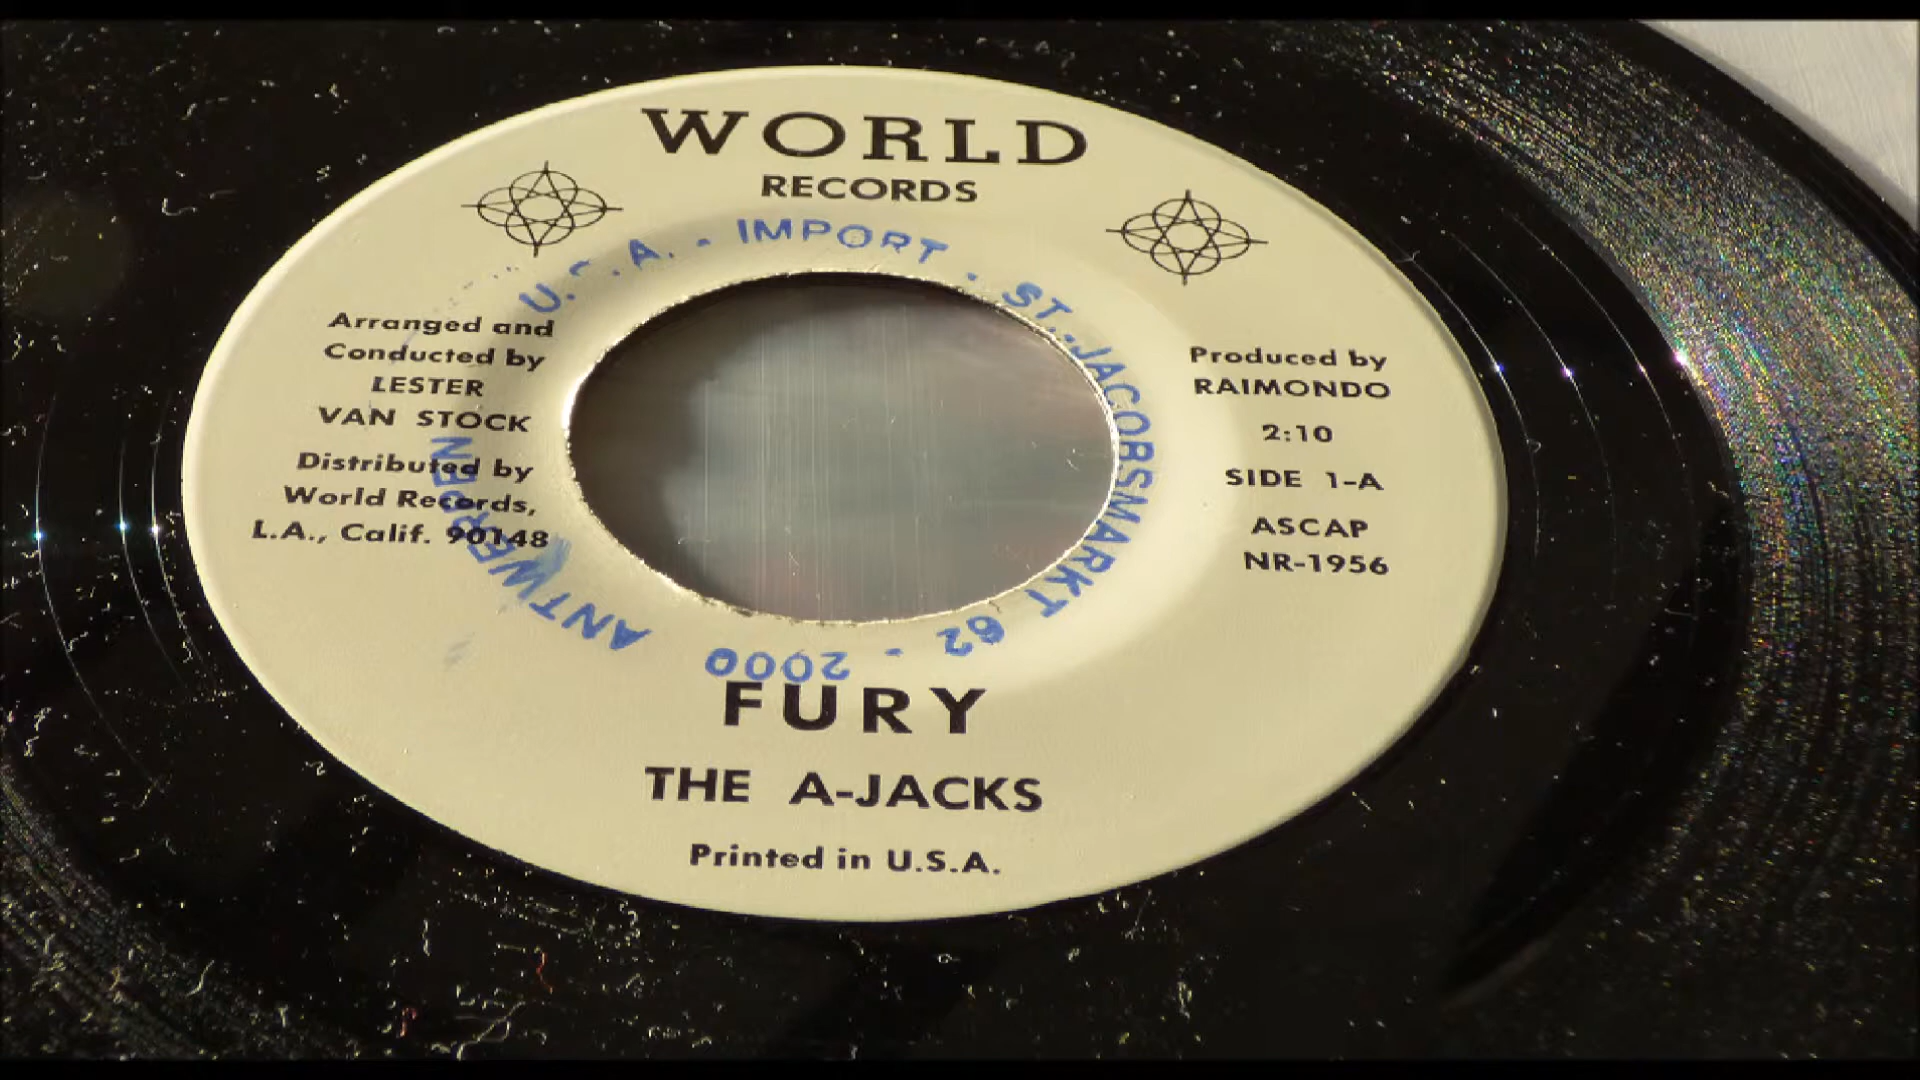 WORLD
RECORDS
U.S.A. - IMPORT - ST.-JACOBSMARKT 62 - 2000 ANTWERPEN
Arranged and
Conducted by
LESTER
VAN STOCK
Distributed by
World Records,
L.A., Calif. 90148
Produced by
RAIMONDO
2:10
SIDE 1-A
ASCAP
NR-1956
FURY
THE A-JACKS
Printed in U.S.A.